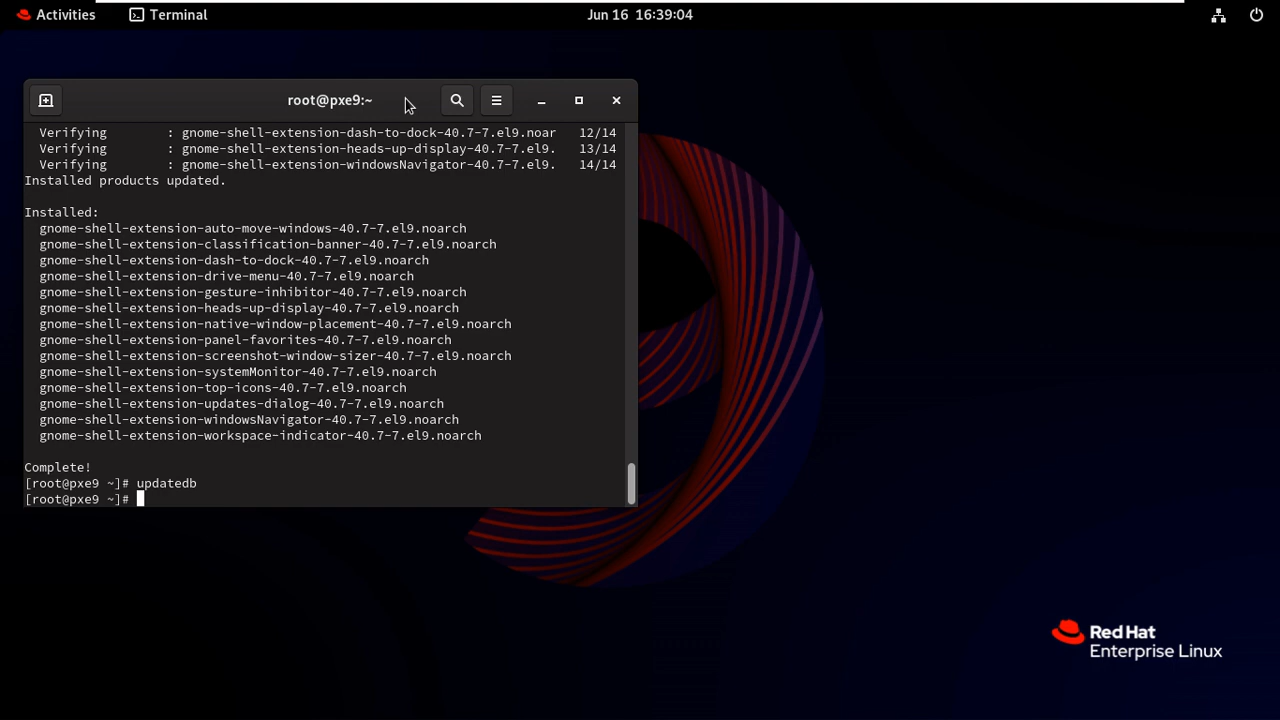 Activities Terminal Jun 16 16:39:04
root@pxe9:~
Verifying : gnome-shell-extension-dash-to-dock-40.7-7.el9.noar 12/14
Verifying : gnome-shell-extension-heads-up-display-40.7-7.el9. 13/14
Verifying : gnome-shell-extension-windowsNavigator-40.7-7.el9. 14/14
Installed products updated.
Installed:
gnome-shell-extension-auto-move-windows-40.7-7.el9.noarch
gnome-shell-extension-classification-banner-40.7-7.el9.noarch
gnome-shell-extension-dash-to-dock-40.7-7.el9.noarch
gnome-shell-extension-drive-menu-40.7-7.el9.noarch
gnome-shell-extension-gesture-inhibitor-40.7-7.el9.noarch
gnome-shell-extension-heads-up-display-40.7-7.el9.noarch
gnome-shell-extension-native-window-placement-40.7-7.el9.noarch
gnome-shell-extension-panel-favorites-40.7-7.el9.noarch
gnome-shell-extension-screenshot-window-sizer-40.7-7.el9.noarch
gnome-shell-extension-systemMonitor-40.7-7.el9.noarch
gnome-shell-extension-top-icons-40.7-7.el9.noarch
gnome-shell-extension-updates-dialog-40.7-7.el9.noarch
gnome-shell-extension-windowsNavigator-40.7-7.el9.noarch
gnome-shell-extension-workspace-indicator-40.7-7.el9.noarch
Complete!
[root@pxe9 ~]# updatedb
[root@pxe9 ~]#
Red Hat
Enterprise Linux